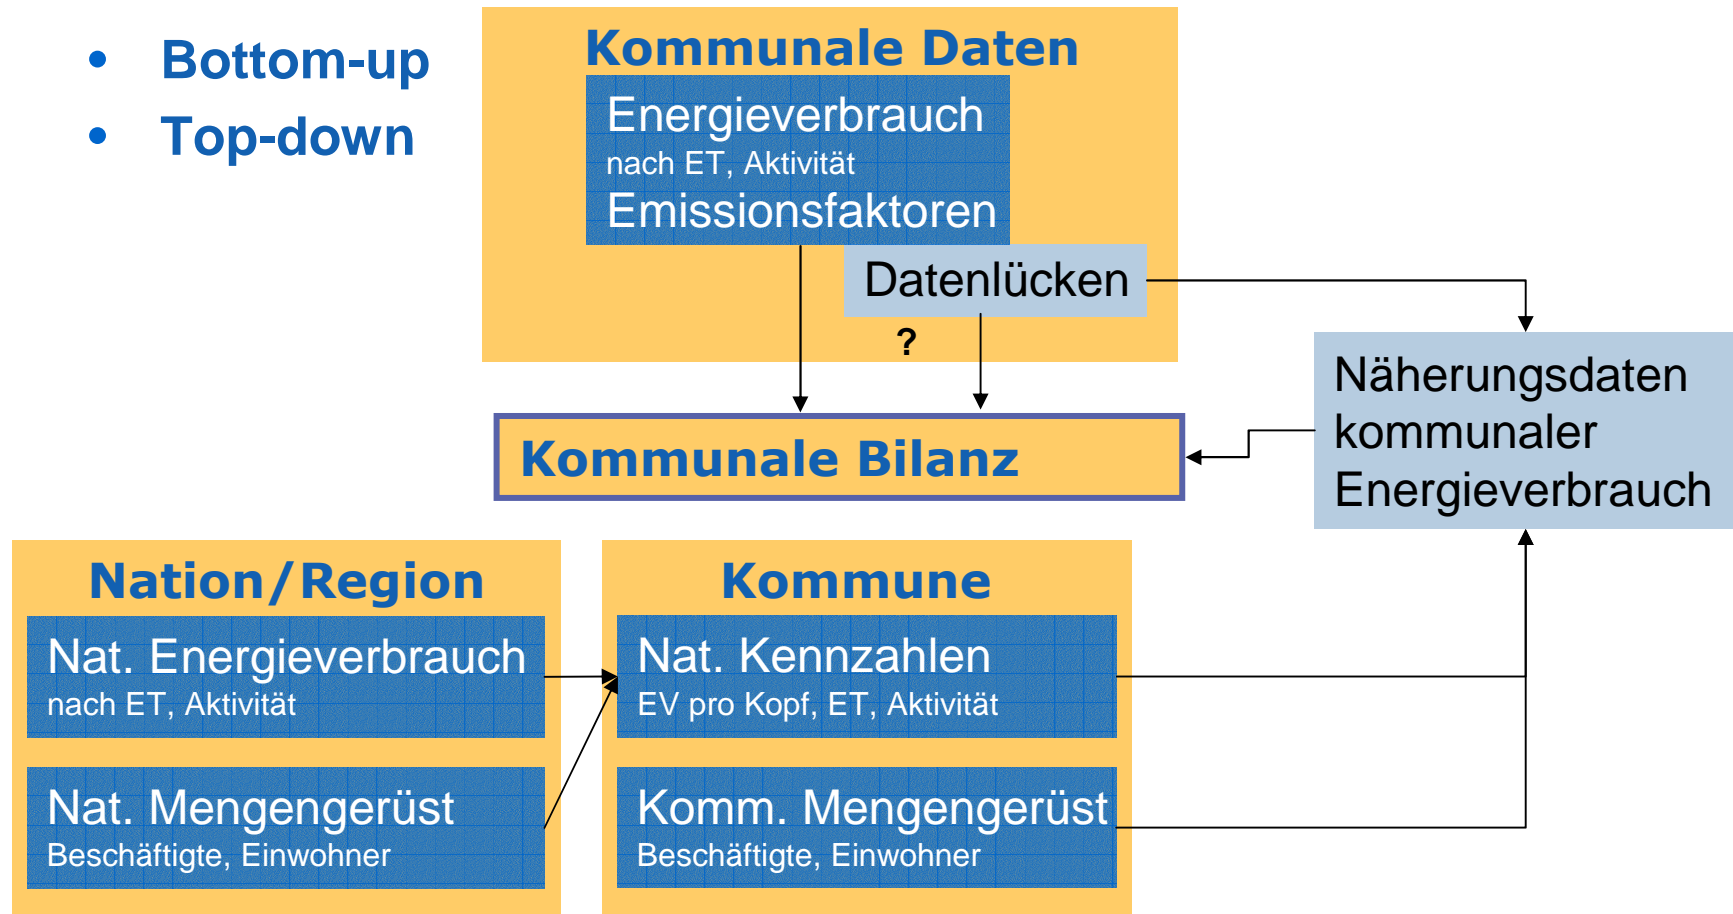 • Bottom-up
• Top-down
Kommunale Daten
Energieverbrauch
nach ET, Aktivität
Emissionsfaktoren
Datenlücken
?
Näherungsdaten
kommunaler
Energieverbrauch
Kommunale Bilanz
Nation/Region
Nat. Energieverbrauch
nach ET, Aktivität
Nat. Mengengerüst
Beschäftigte, Einwohner
Kommune
Nat. Kennzahlen
EV pro Kopf, ET, Aktivität
Komm. Mengengerüst
Beschäftigte, Einwohner